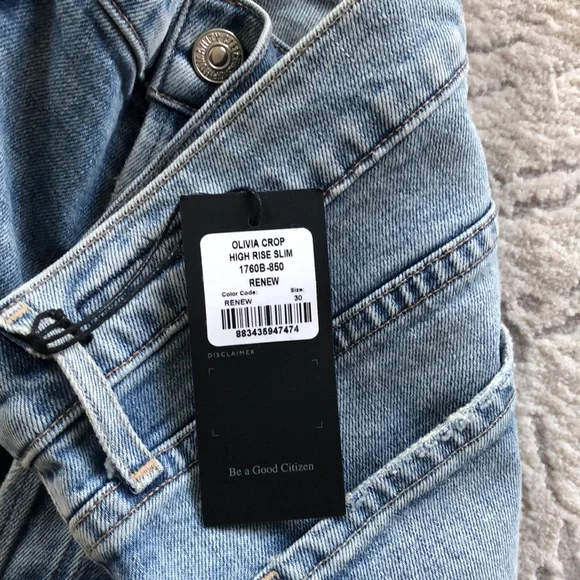 OLIVIA CROP
HIGH RISE SLIM
1760B-850
RENEW
Color Code: Size:
RENEW 30
883435947474
DISCLAIMER
Be a Good Citizen